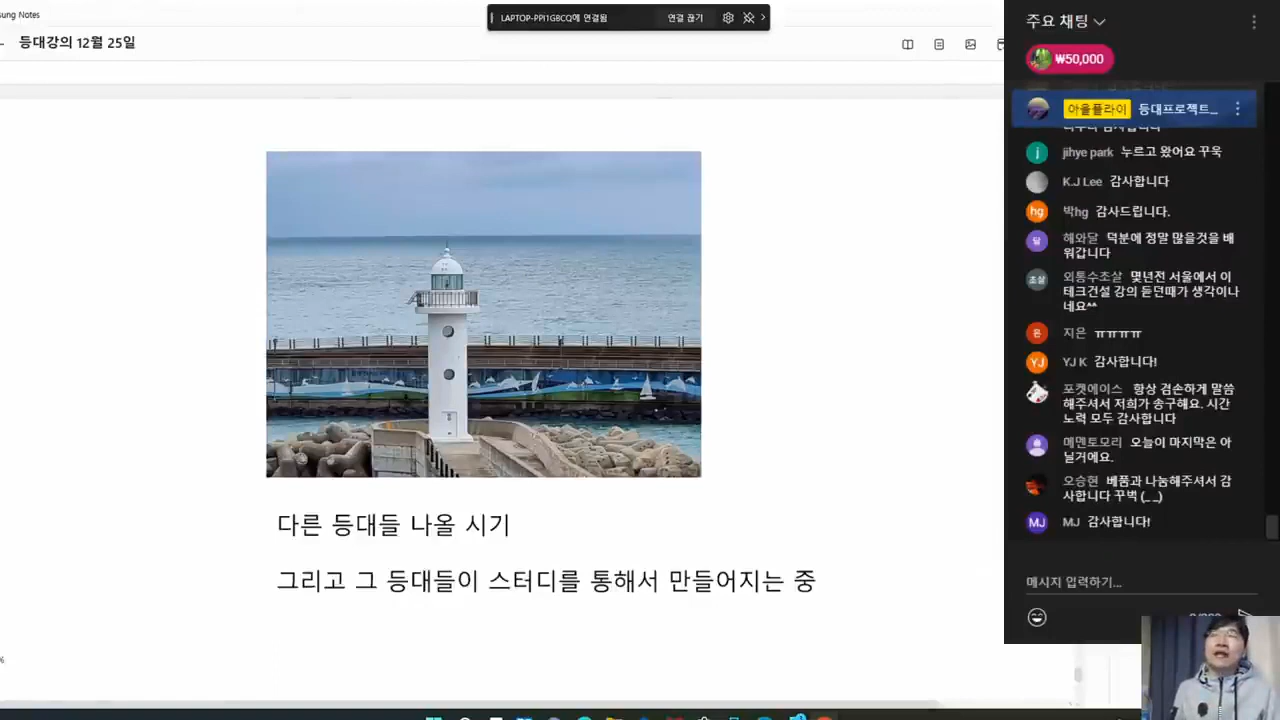 sung Notes
LAPTOP-PPI1GBCQ에 연결됨
연결 끊기
등대강의 12월 25일
다른 등대들 나올 시기
그리고 그 등대들이 스터디를 통해서 만들어지는 중
주요 채팅
₩50,000
아울플라이 등대프로젝트...
jihye park 누르고 왔어요 꾸욱
K.J Lee 감사합니다
hg 박hg 감사드립니다.
달 해와달 덕분에 정말 많을것을 배
워갑니다
초살 외통수초살 몇년전 서울에서 이
테크건설 강의 듣던때가 생각이나
네요^^
은 지은 ㅠㅠㅠㅠ
YJ YJ K 감사합니다!
포켓에이스 항상 겸손하게 말씀
해주셔서 저희가 송구해요. 시간
노력 모두 감사합니다
메멘토모리 오늘이 마지막은 아
닐거에요.
오승현 베품과 나눔해주셔서 감
사합니다 꾸벅 (_ _)
MJ MJ 감사합니다!
메시지 입력하기...